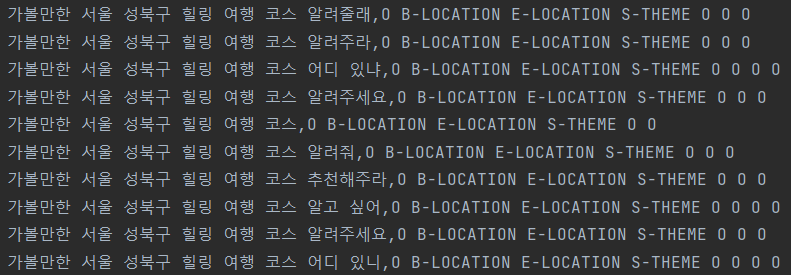 가볼만한 서울 성북구 힐링 여행 코스 알려줄래,O B-LOCATION E-LOCATION S-THEME O O O
가볼만한 서울 성북구 힐링 여행 코스 알려주라,O B-LOCATION E-LOCATION S-THEME O O O
가볼만한 서울 성북구 힐링 여행 코스 어디 있냐,O B-LOCATION E-LOCATION S-THEME O O O O
가볼만한 서울 성북구 힐링 여행 코스 알려주세요,O B-LOCATION E-LOCATION S-THEME O O O
가볼만한 서울 성북구 힐링 여행 코스,O B-LOCATION E-LOCATION S-THEME O O
가볼만한 서울 성북구 힐링 여행 코스 알려줘,O B-LOCATION E-LOCATION S-THEME O O O
가볼만한 서울 성북구 힐링 여행 코스 추천해주라,O B-LOCATION E-LOCATION S-THEME O O O
가볼만한 서울 성북구 힐링 여행 코스 알고 싶어,O B-LOCATION E-LOCATION S-THEME O O O O
가볼만한 서울 성북구 힐링 여행 코스 알려주세요,O B-LOCATION E-LOCATION S-THEME O O O
가볼만한 서울 성북구 힐링 여행 코스 어디 있니,O B-LOCATION E-LOCATION S-THEME O O O O